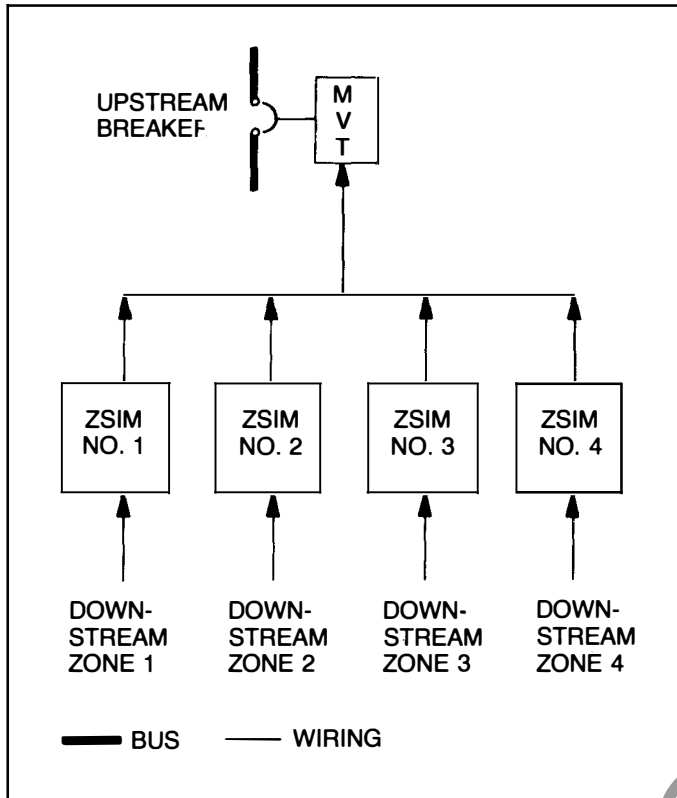 UPSTREAM
BREAKER
M
V
T
ZSIM
NO. 1
ZSIM
NO. 2
ZSIM
NO. 3
ZSIM
NO. 4
DOWN-
STREAM
ZONE 1
DOWN-
STREAM
ZONE 2
DOWN-
STREAM
ZONE 3
DOWN-
STREAM
ZONE 4
BUS
WIRING